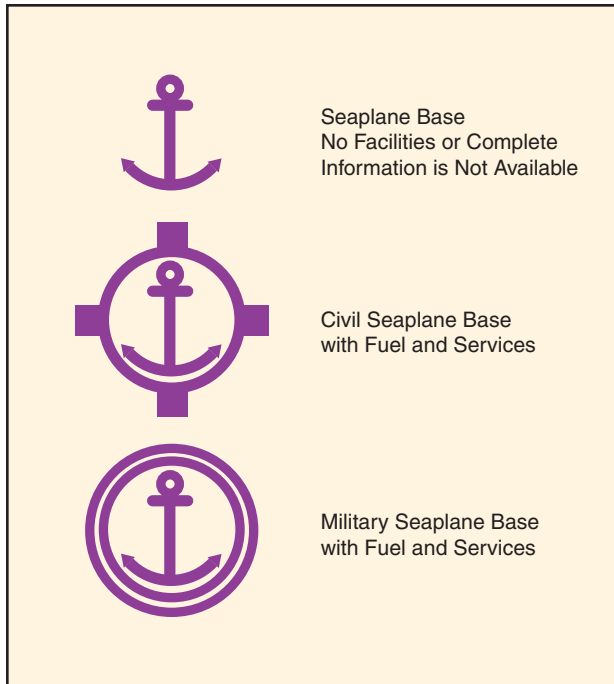 Seaplane Base
No Facilities or Complete
Information is Not Available
Civil Seaplane Base
with Fuel and Services
Military Seaplane Base
with Fuel and Services